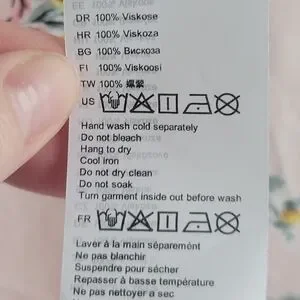 DR 100% Viskose
HR 100% Viskoza
BG 100% Вискоза
FI 100% Viskoosi
TW 100% 嫘縈
US
Hand wash cold separately
Do not bleach
Hang to dry
Cool iron
Do not dry clean
Do not soak
Turn garment inside out before wash
FR
Laver à la main séparément
Ne pas blanchir
Suspendre pour sécher
Repasser à basse température
Ne pas nettoyer a sec